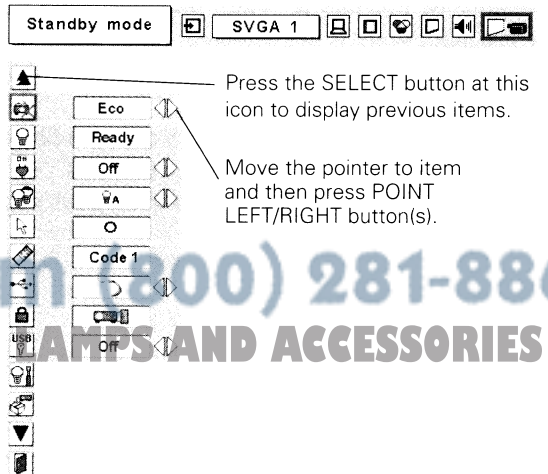 Standby mode
SVGA 1
Press the SELECT button at this
icon to display previous items.
Eco
Ready
Move the pointer to item
and then press POINT
LEFT/RIGHT button(s).
On
Off
A
Code 1
m (800) 281-886
LAMPS AND ACCESSORIES
USB
Off